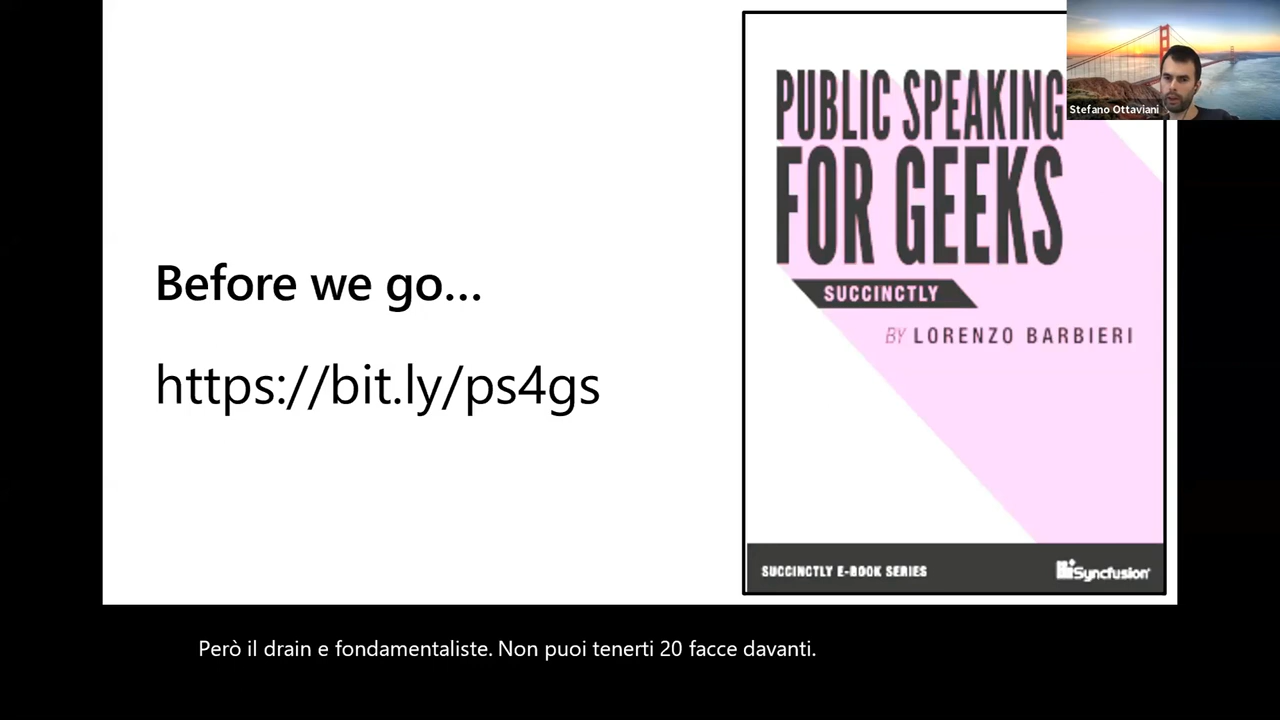 Before we go...
https://bit.ly/ps4gs
PUBLIC SPEAKING
FOR GEEKS
SUCCINCTLY
BY LORENZO BARBIERI
SUCCINCTLY E-BOOK SERIES
Syncfusion
Stefano Ottaviani
Però il drain e fondamentaliste. Non puoi tenerti 20 facce davanti.